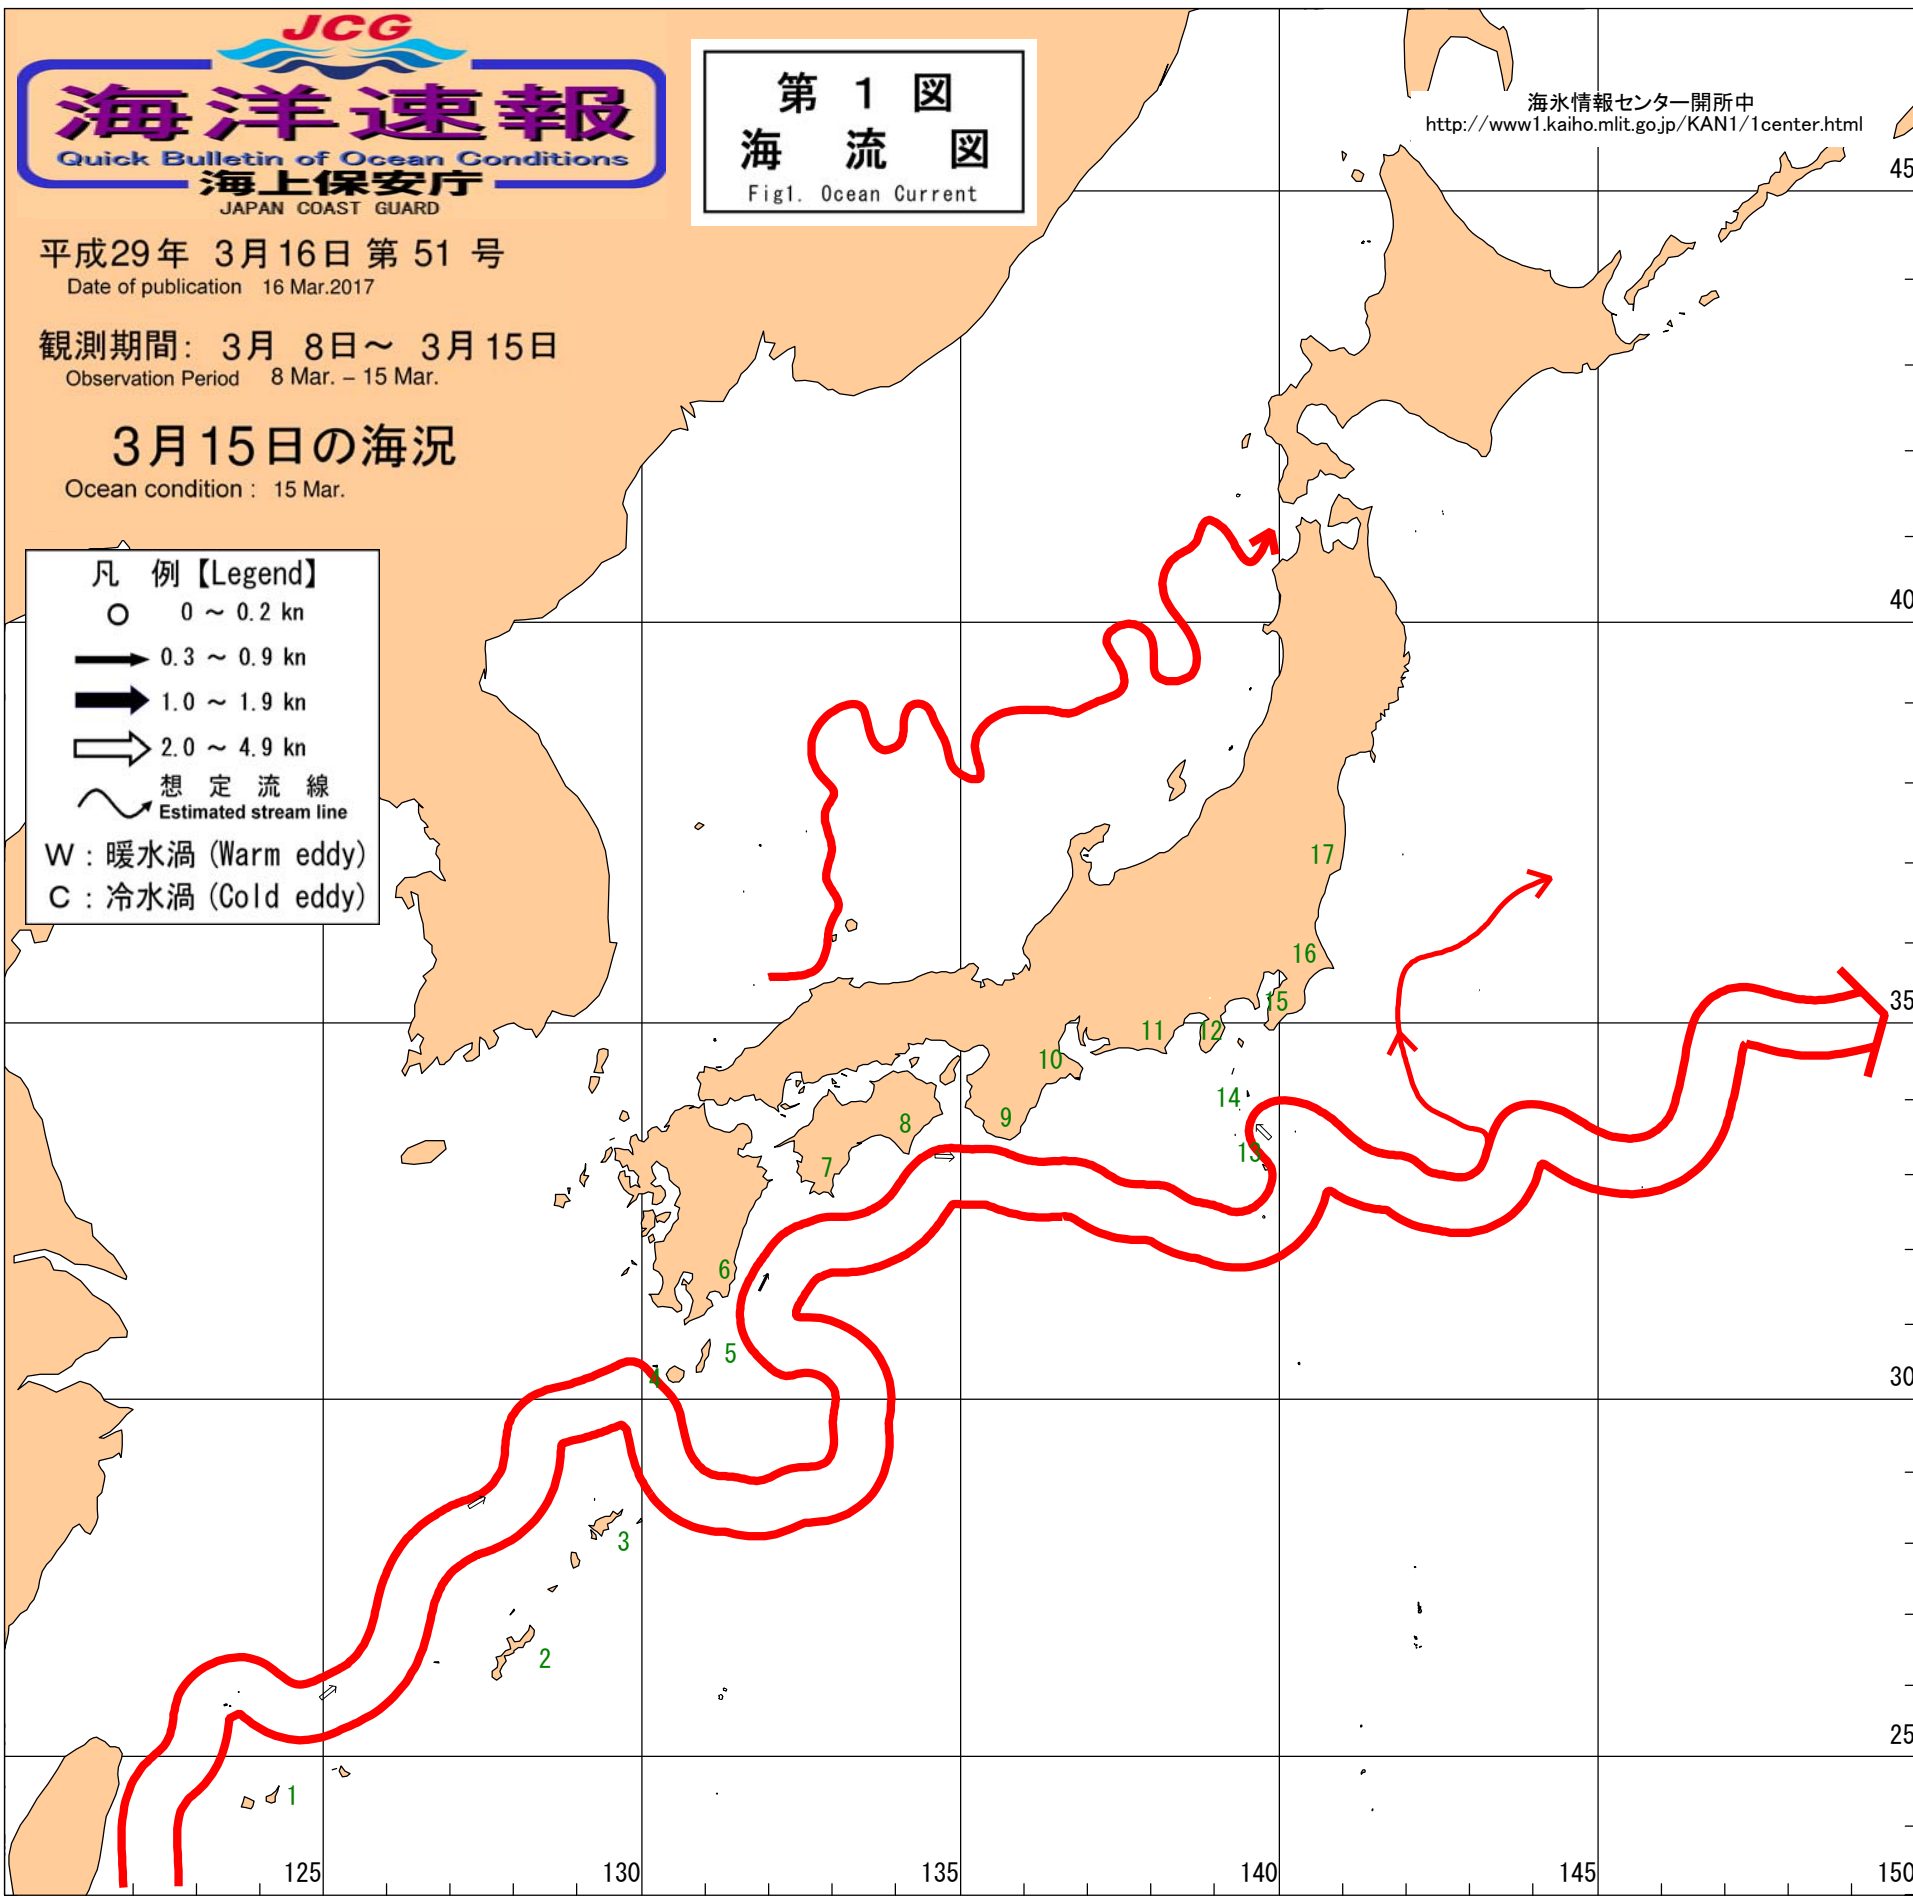 JCG
海洋速報
Quick Bulletin of Ocean Conditions
海上保安庁
JAPAN COAST GUARD
第 1 図
海 流 図
Fig1. Ocean Current
海氷情報センター開所中
http://www1.kaiho.mlit.go.jp/KAN1/1center.html
平成29年 3月16日 第 51 号
Date of publication 16 Mar.2017
観測期間: 3月 8日～ 3月15日
Observation Period 8 Mar. – 15 Mar.
3月15日の海況
Ocean condition : 15 Mar.
凡 例【Legend】
0 ～ 0.2 kn
0.3 ～ 0.9 kn
1.0 ～ 1.9 kn
2.0 ～ 4.9 kn
想 定 流 線
Estimated stream line
W : 暖水渦 (Warm eddy)
C : 冷水渦 (Cold eddy)
45
40
35
30
25
17
16
15
11
12
10
14
9
8
13
7
6
5
4
3
2
1
125
130
135
140
145
150